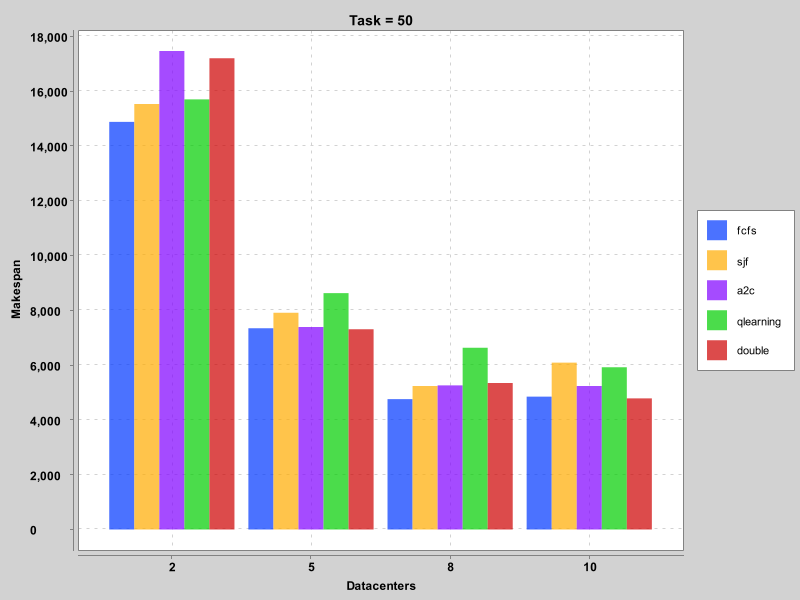 Task = 50
18,000
16,000
14,000
12,000
10,000
8,000
6,000
4,000
2,000
0
Makespan
2 5 8 10
Datacenters
fcfs
sjf
a2c
qlearning
double